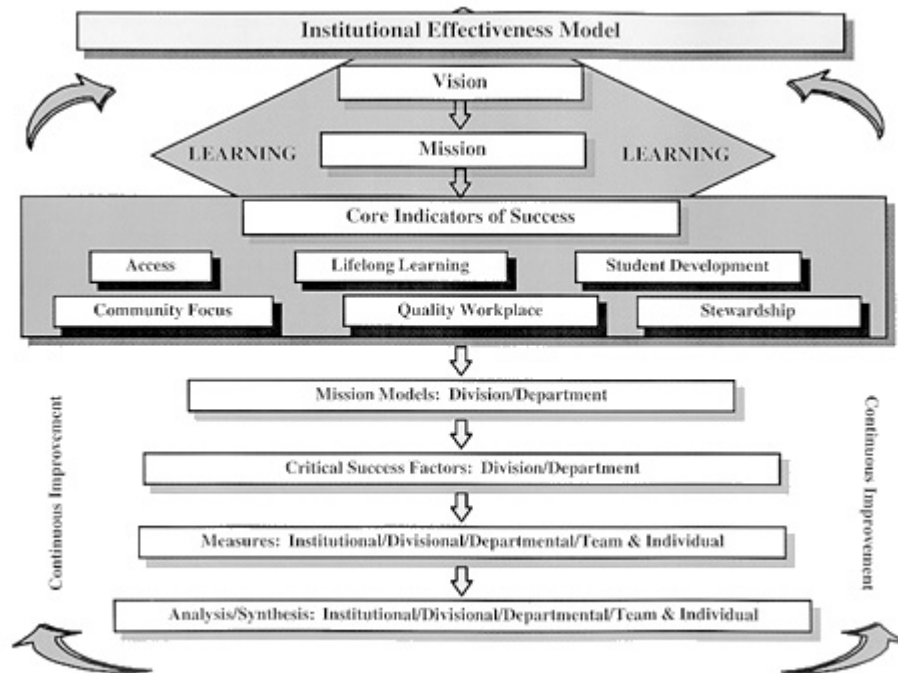 Institutional Effectiveness Model
Vision
LEARNING
Mission
LEARNING
Core Indicators of Success
Access
Lifelong Learning
Student Development
Community Focus
Quality Workplace
Stewardship
Mission Models: Division/Department
Continuous Improvement
Continuous Improvement
Critical Success Factors: Division/Department
Measures: Institutional/Divisional/Departmental/Team & Individual
Analysis/Synthesis: Institutional/Divisional/Departmental/Team & Individual